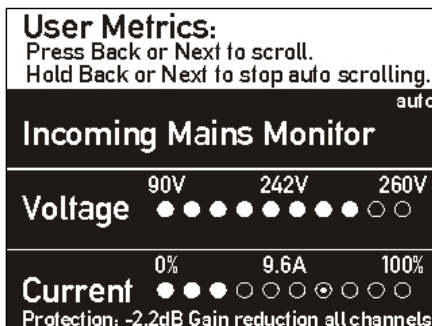 User Metrics:
Press Back or Next to scroll.
Hold Back or Next to stop auto scrolling.
auto
Incoming Mains Monitor
90V 242V 260V
Voltage
0% 9.6A 100%
Current
Protection: -2.2dB Gain reduction all channels